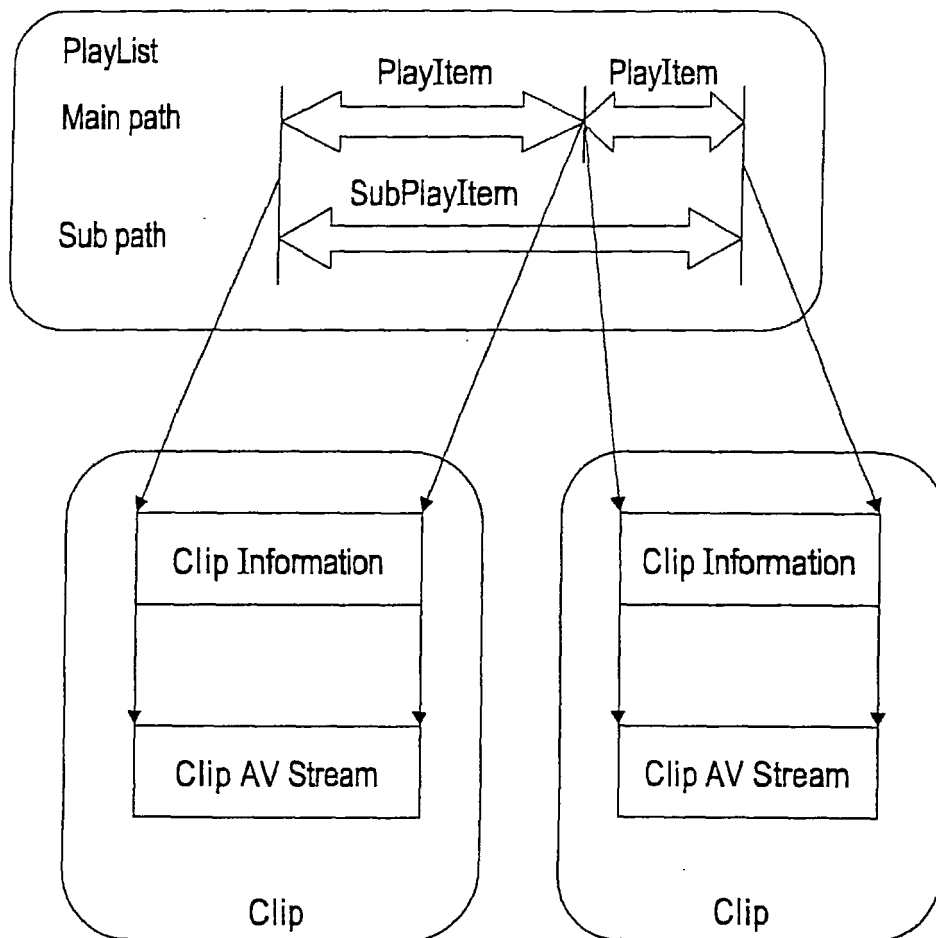 PlayList
PlayItem PlayItem
Main path
SubPlayItem
Sub path
Clip Information Clip Information
Clip AV Stream Clip AV Stream
Clip Clip